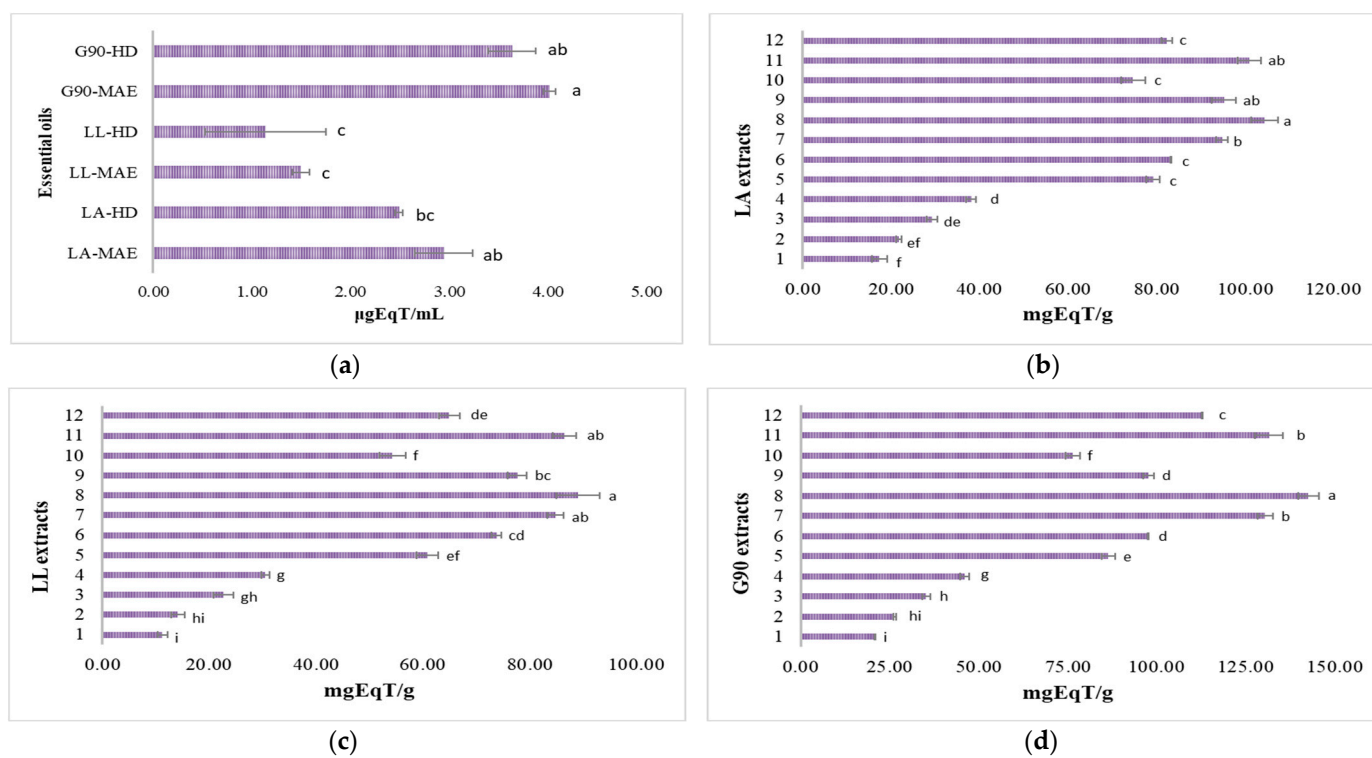 Essential oils
G90-HD ab
G90-MAE a
LL-HD c
LL-MAE c
LA-HD bc
LA-MAE ab
0.00 1.00 2.00 3.00 4.00 5.00
µgEqT/mL
(a)
LA extracts
12 c
11 ab
10 c
9 ab
8 a
7 b
6 c
5 c
4 d
3 de
2 ef
1 f
0.00 20.00 40.00 60.00 80.00 100.00 120.00
mgEqT/g
(b)
LL extracts
12 de
11 ab
10 f
9 bc
8 a
7 ab
6 cd
5 ef
4 g
3 gh
2 hi
1 i
0.00 20.00 40.00 60.00 80.00 100.00
mgEqT/g
(c)
G90 extracts
12 c
11 b
10 f
9 d
8 a
7 b
6 d
5 e
4 g
3 h
2 hi
1 i
0.00 25.00 50.00 75.00 100.00 125.00 150.00
mgEqT/g
(d)